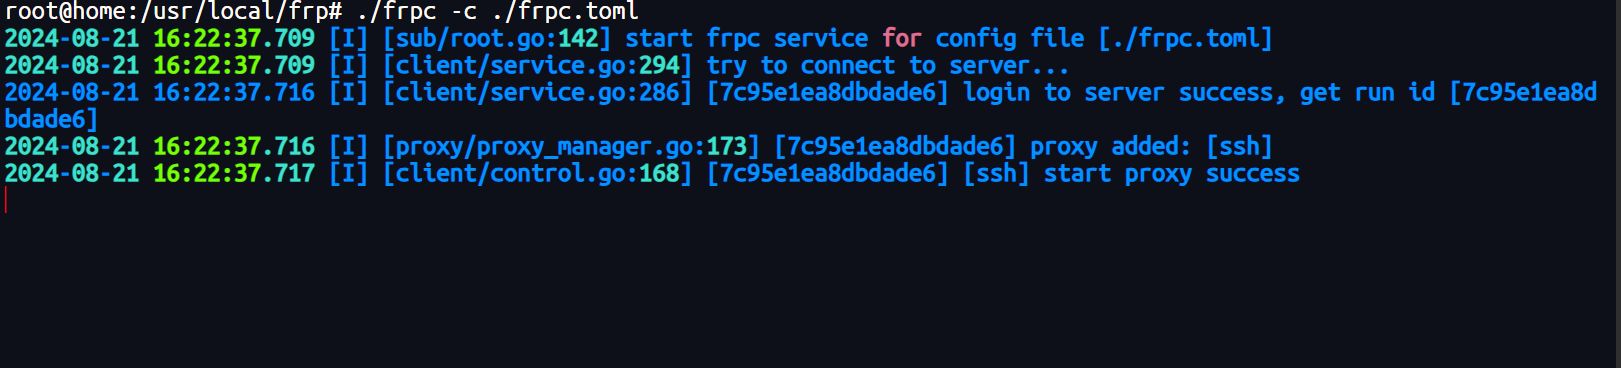 root@home:/usr/local/frp# ./frpc -c ./frpc.toml
2024-08-21 16:22:37.709 [I] [sub/root.go:142] start frpc service for config file [./frpc.toml]
2024-08-21 16:22:37.709 [I] [client/service.go:294] try to connect to server...
2024-08-21 16:22:37.716 [I] [client/service.go:286] [7c95e1ea8dbdade6] login to server success, get run id [7c95e1ea8d
bdade6]
2024-08-21 16:22:37.716 [I] [proxy/proxy_manager.go:173] [7c95e1ea8dbdade6] proxy added: [ssh]
2024-08-21 16:22:37.717 [I] [client/control.go:168] [7c95e1ea8dbdade6] [ssh] start proxy success